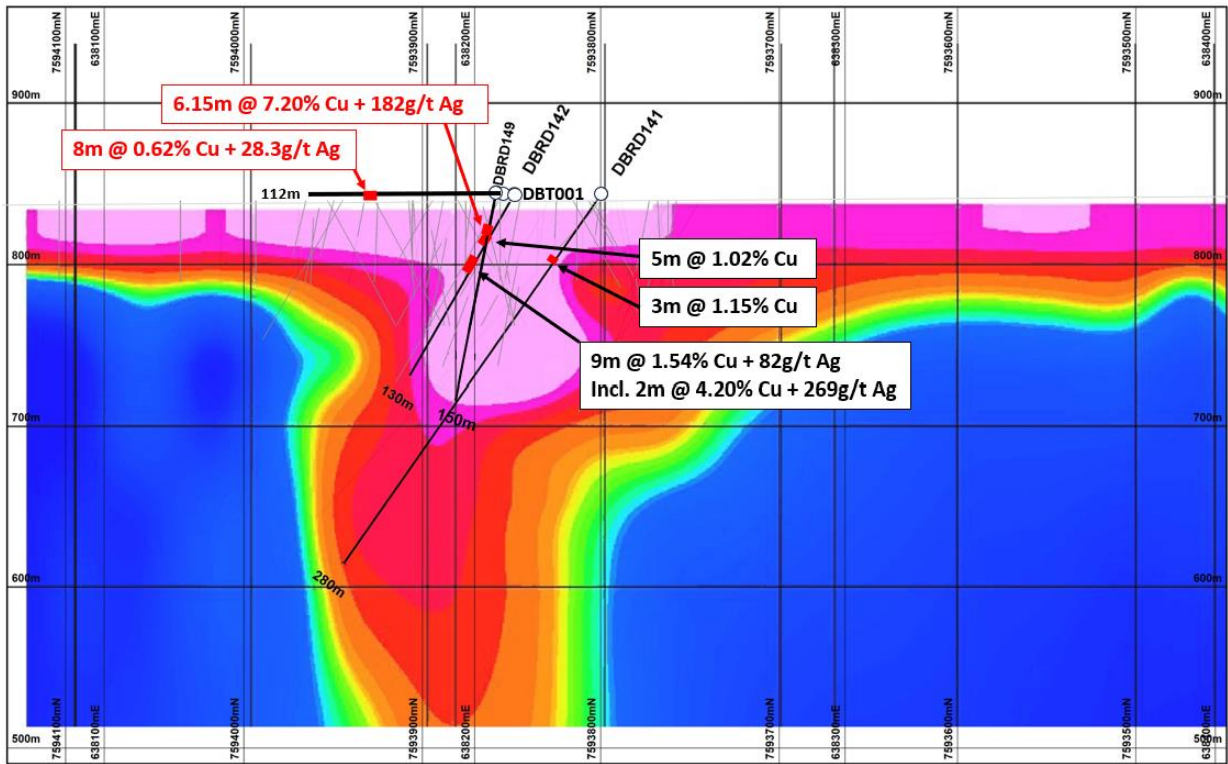 7594100mN
638100mE
7594000mN
7593900mN
638200mE
7593800mN
7593700mN
638300mE
7593600mN
7593500mN
638400mE
900m
900m
6.15m @ 7.20% Cu + 182g/t Ag
8m @ 0.62% Cu + 28.3g/t Ag
DBRD149
DBRD142
DBRD141
112m
DBT001
5m @ 1.02% Cu
800m
800m
3m @ 1.15% Cu
9m @ 1.54% Cu + 82g/t Ag
Incl. 2m @ 4.20% Cu + 269g/t Ag
130m
150m
700m
700m
280m
600m
600m
7594100mN
638100mE
7594000mN
7593900mN
638200mE
7593800mN
7593700mN
638300mE
7593600mN
7593500mN
500m
500m